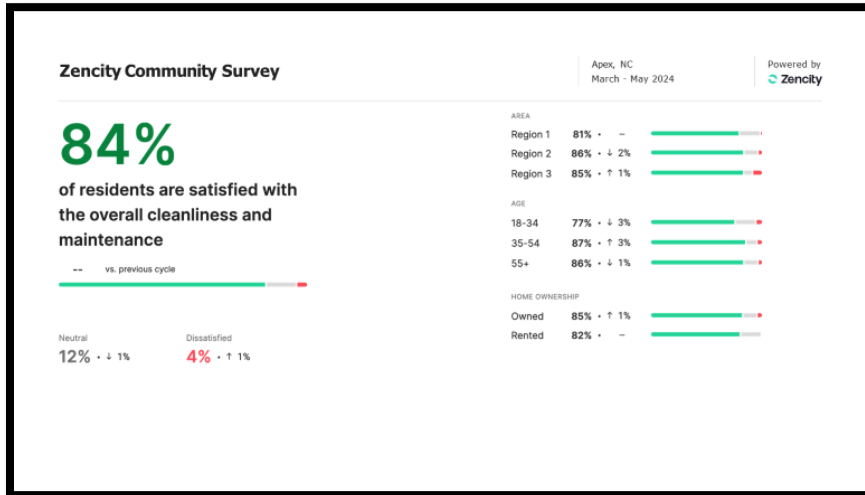 Zencity Community Survey
Apex, NC
March - May 2024
Powered by
Zencity
84%
of residents are satisfied with
the overall cleanliness and
maintenance
-- vs. previous cycle
Neutral
12% • ↓ 1%
Dissatisfied
4% • ↑ 1%
AREA
Region 1 81% • –
Region 2 86% • ↓ 2%
Region 3 85% • ↑ 1%
AGE
18-34 77% • ↓ 3%
35-54 87% • ↑ 3%
55+ 86% • ↓ 1%
HOME OWNERSHIP
Owned 85% • ↑ 1%
Rented 82% • –